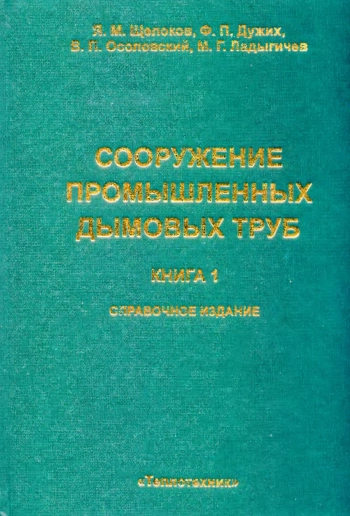 Я. М. Щелоков, Ф. П. Дужих,
В. П. Осоловский, М. Г. Ладыгичев
СООРУЖЕНИЕ
ПРОМЫШЛЕННЫХ
ДЫМОВЫХ ТРУБ
КНИГА 1
СПРАВОЧНОЕ ИЗДАНИЕ
«Теплотехник»